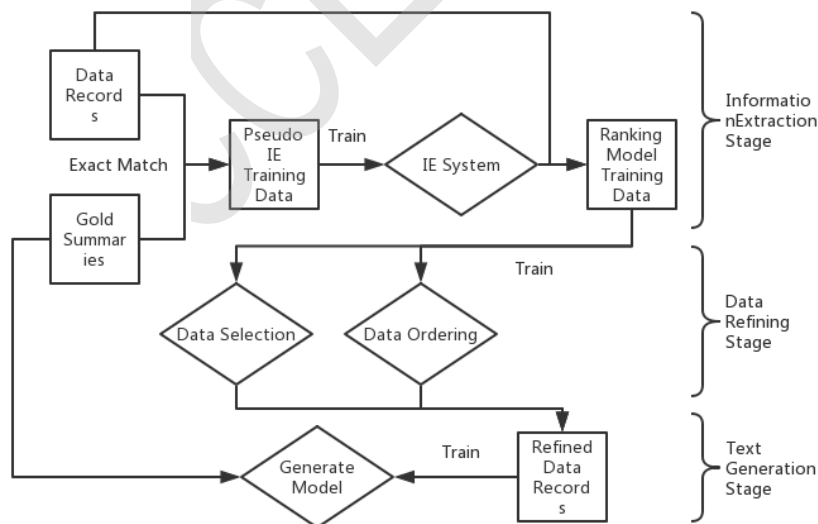 Data
Record
s
Exact Match
Gold
Summar
ies
Pseudo
IE
Training
Data
Train
IE System
Ranking
Model
Training
Data
Informatio
nExtraction
Stage
Train
Data Selection
Data Ordering
Data
Refining
Stage
Generate
Model
Train
Refined
Data
Record
s
Text
Generation
Stage